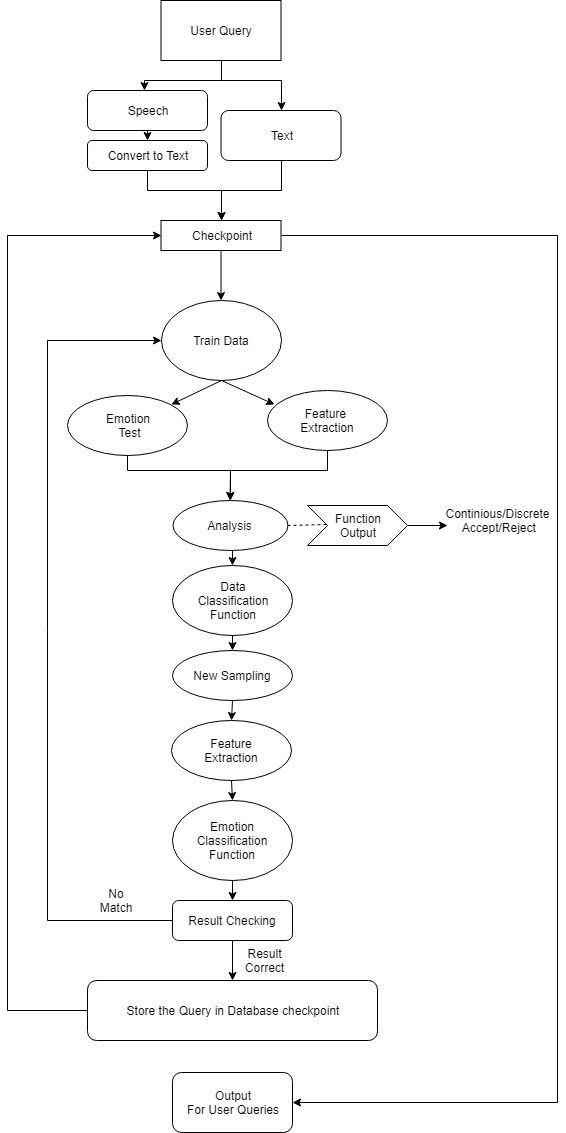 User Query
Speech
Text
Convert to Text
Checkpoint
Train Data
Emotion
Test
Feature
Extraction
Analysis
Function
Output
Continious/Discrete
Accept/Reject
Data
Classification
Function
New Sampling
Feature
Extraction
Emotion
Classification
Function
No
Match
Result Checking
Result
Correct
Store the Query in Database checkpoint
Output
For User Queries